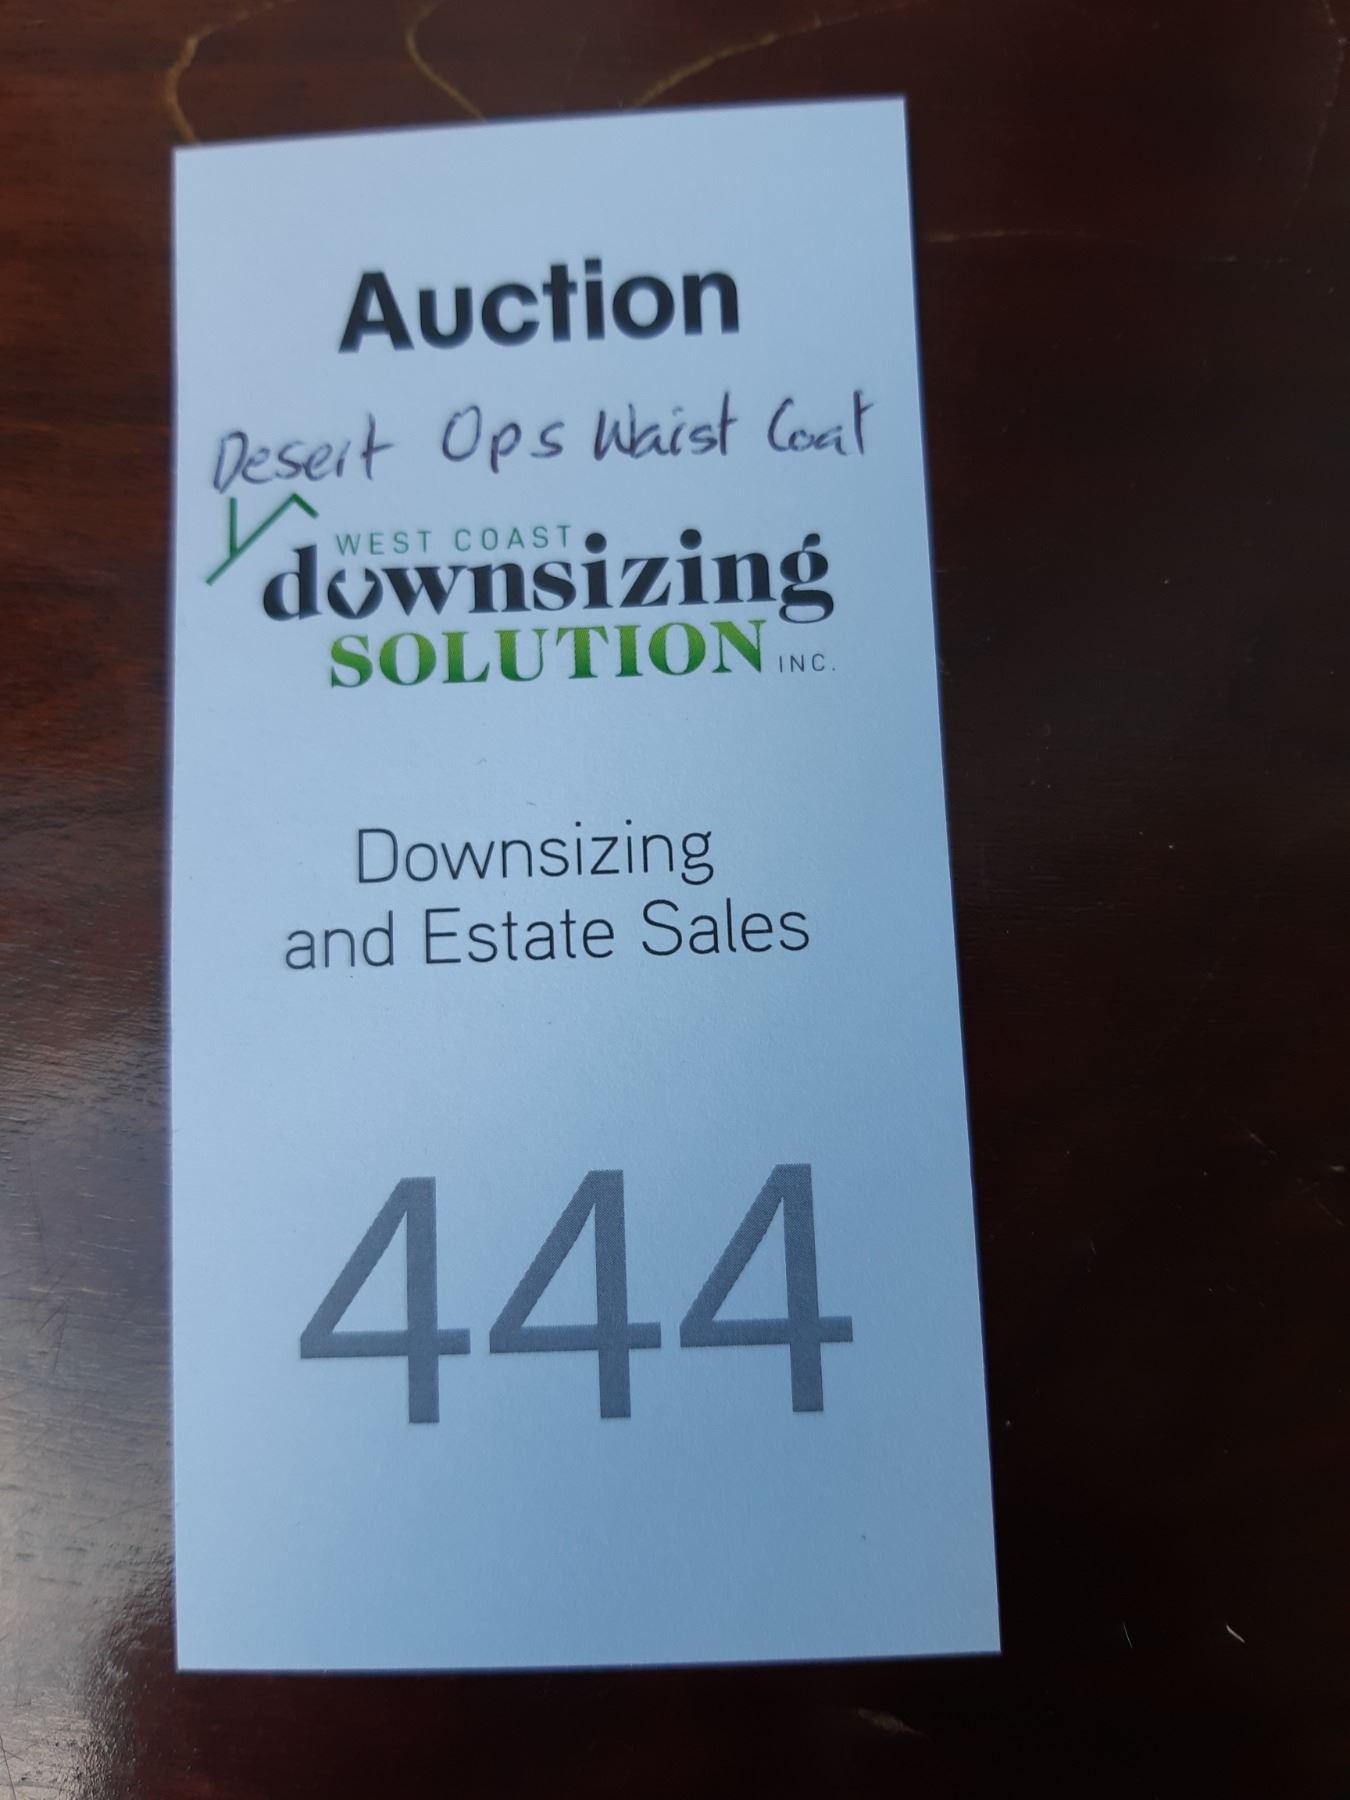 Auction
Desert Ops Waist Coat
WEST COAST
downsizing
SOLUTION INC.
Downsizing
and Estate Sales
444